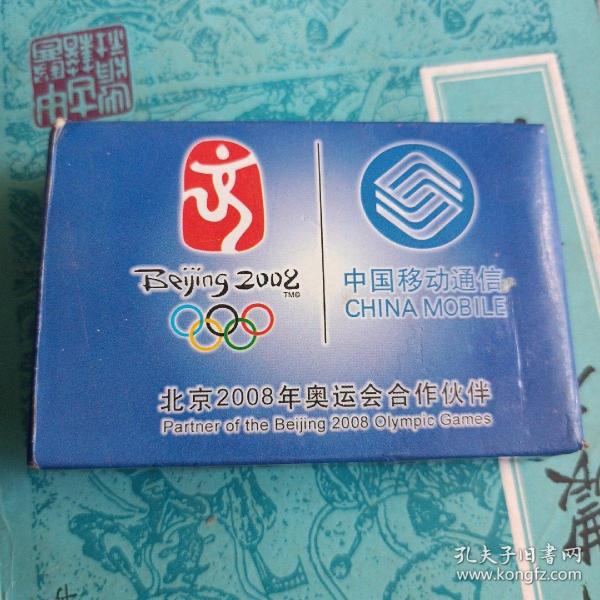 Beijing 2008
TM©
中国移动通信
CHINA MOBILE
北京2008年奥运会合作伙伴
Partner of the Beijing 2008 Olympic Games
孔夫子旧书网
www.kongfz.com